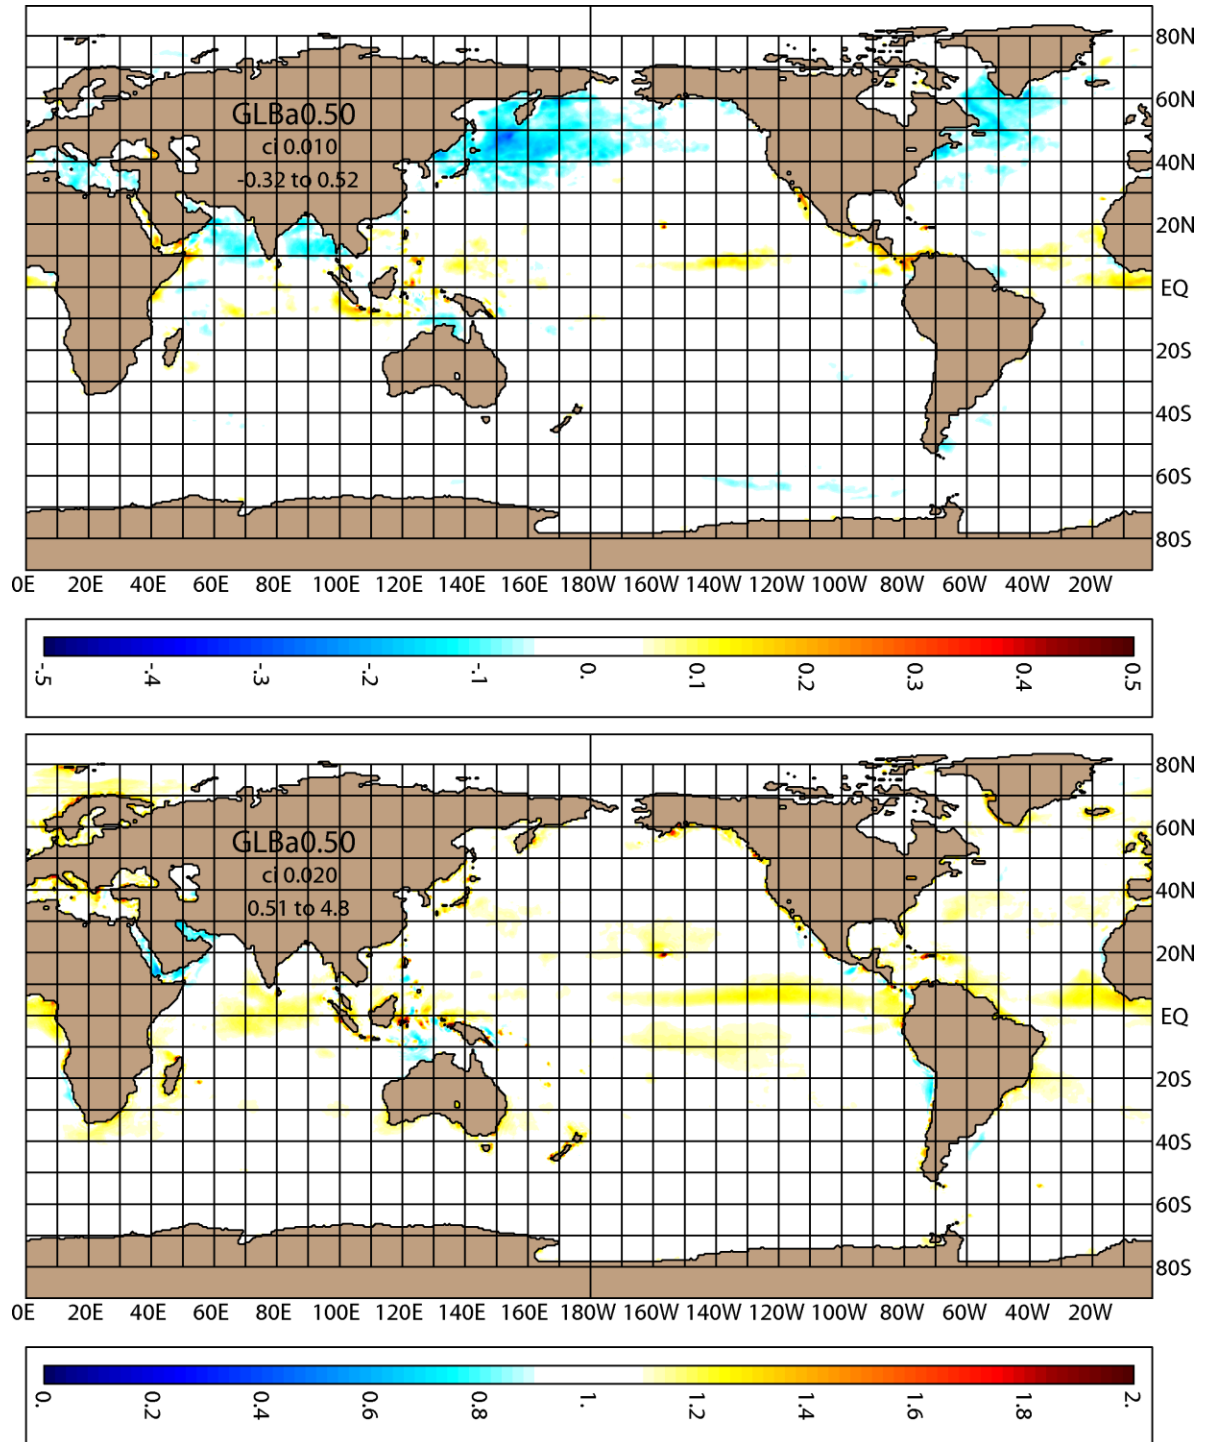 80N
60N
GLBa0.50
ci 0.010
40N
-0.32 to 0.52
20N
EQ
20S
40S
60S
80S
0E 20E 40E 60E 80E 100E 120E 140E 160E 180W 160W 140W 120W 100W 80W 60W 40W 20W
-.5 -.4 -.3 -.2 -.1 0. 0.1 0.2 0.3 0.4 0.5
80N
60N
GLBa0.50
ci 0.020
40N
0.51 to 4.8
20N
EQ
20S
40S
60S
80S
0E 20E 40E 60E 80E 100E 120E 140E 160E 180W 160W 140W 120W 100W 80W 60W 40W 20W
0. 0.2 0.4 0.6 0.8 1. 1.2 1.4 1.6 1.8 2.